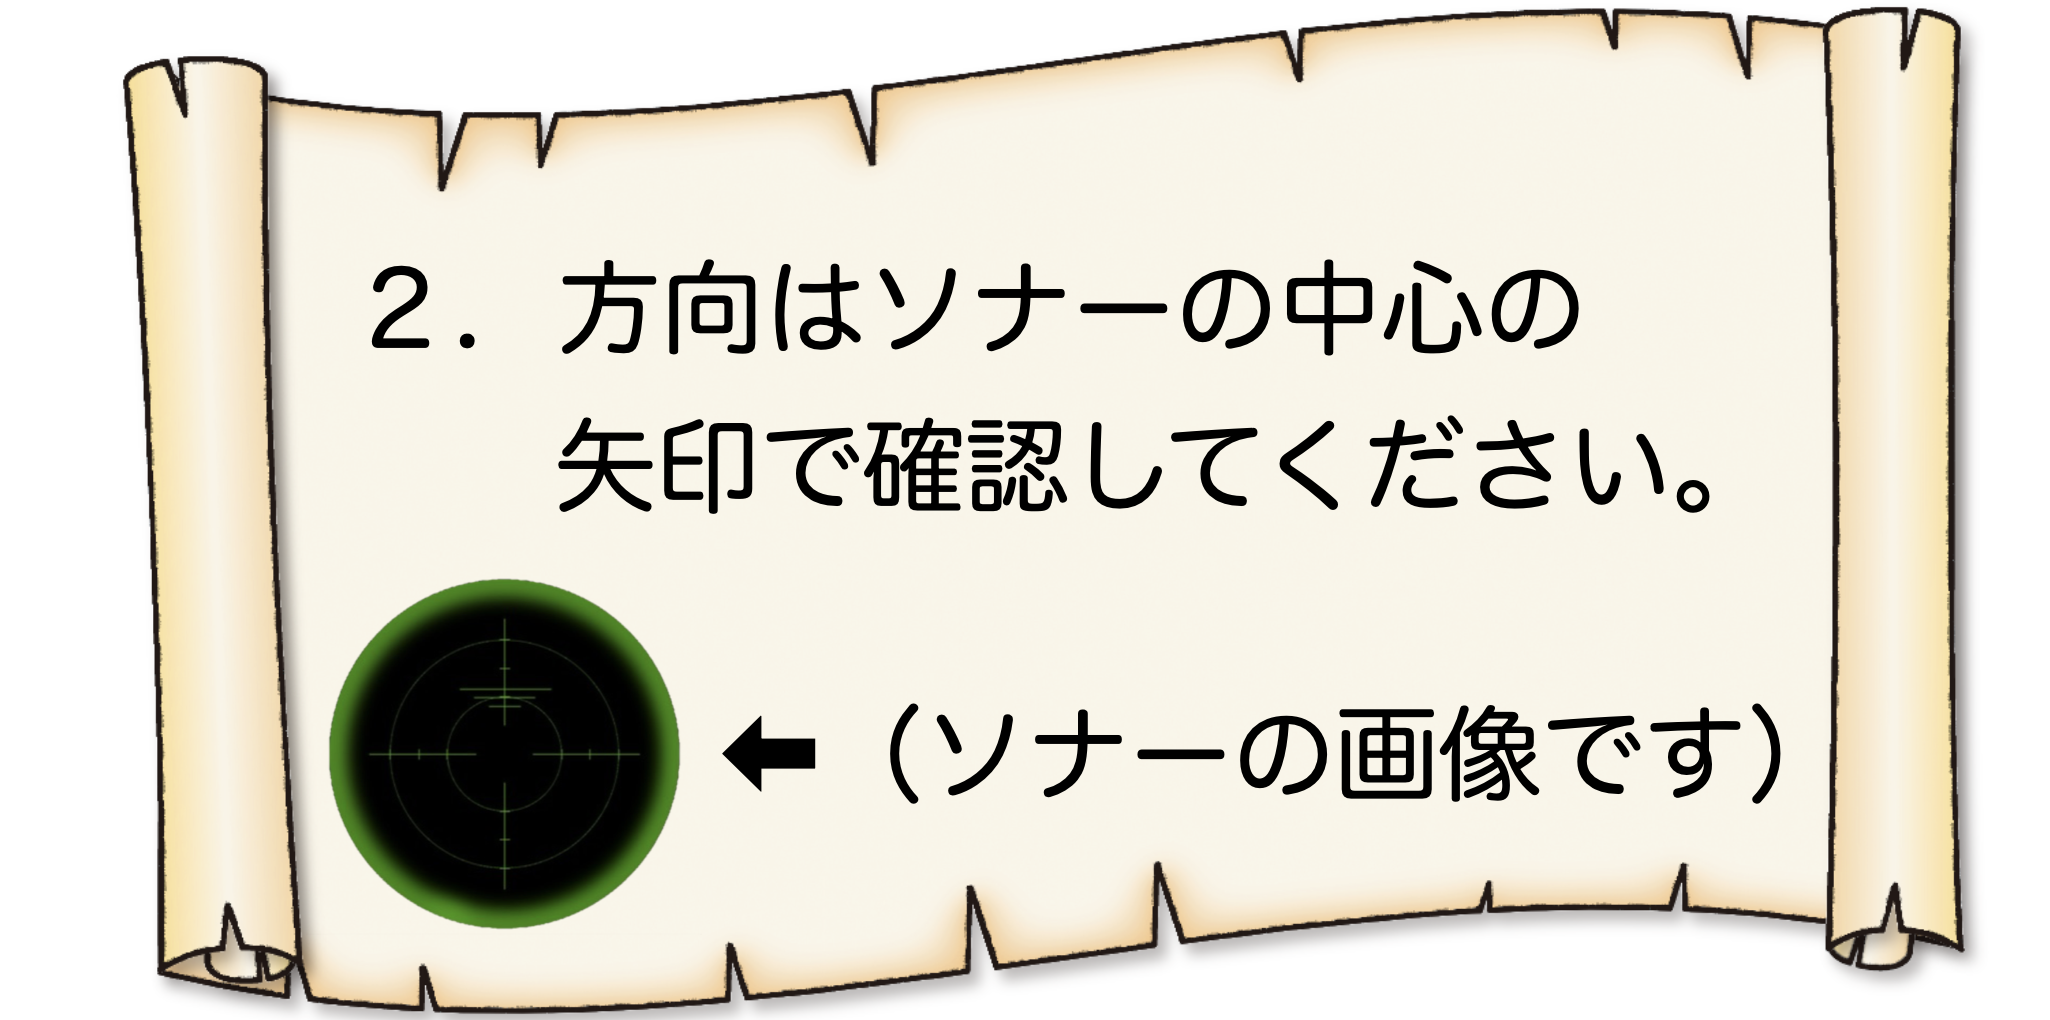 ２．方向はソナーの中心の
矢印で確認してください。
⬅（ソナーの画像です）